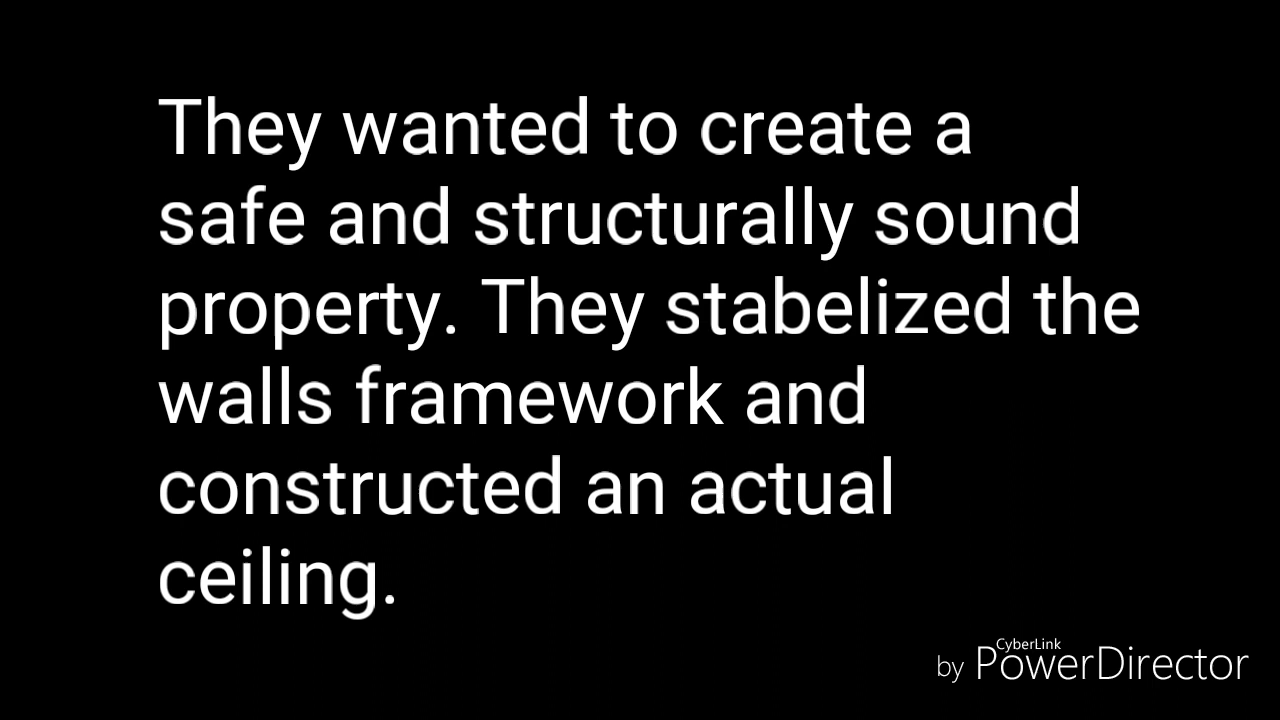 They wanted to create a
safe and structurally sound
property. They stabelized the
walls framework and
constructed an actual
ceiling.
CyberLink
by PowerDirector